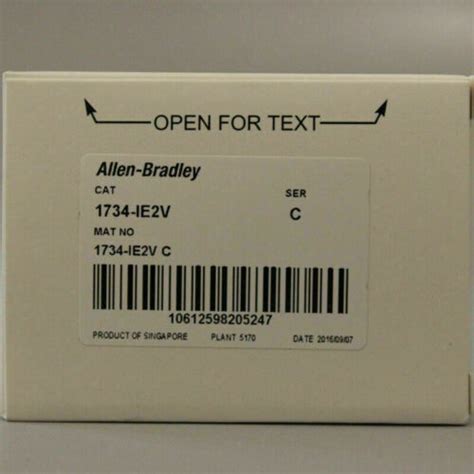 OPEN FOR TEXT
Allen-Bradley
CAT SER
1734-IE2V C
MAT NO
1734-IE2V C
10612598205247
PRODUCT OF SINGAPORE PLANT 5170 DATE 2016/09/07